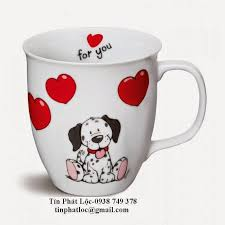 for you
Tín Phát Lộc-0938 749 378
tinphatloc@gmail.com